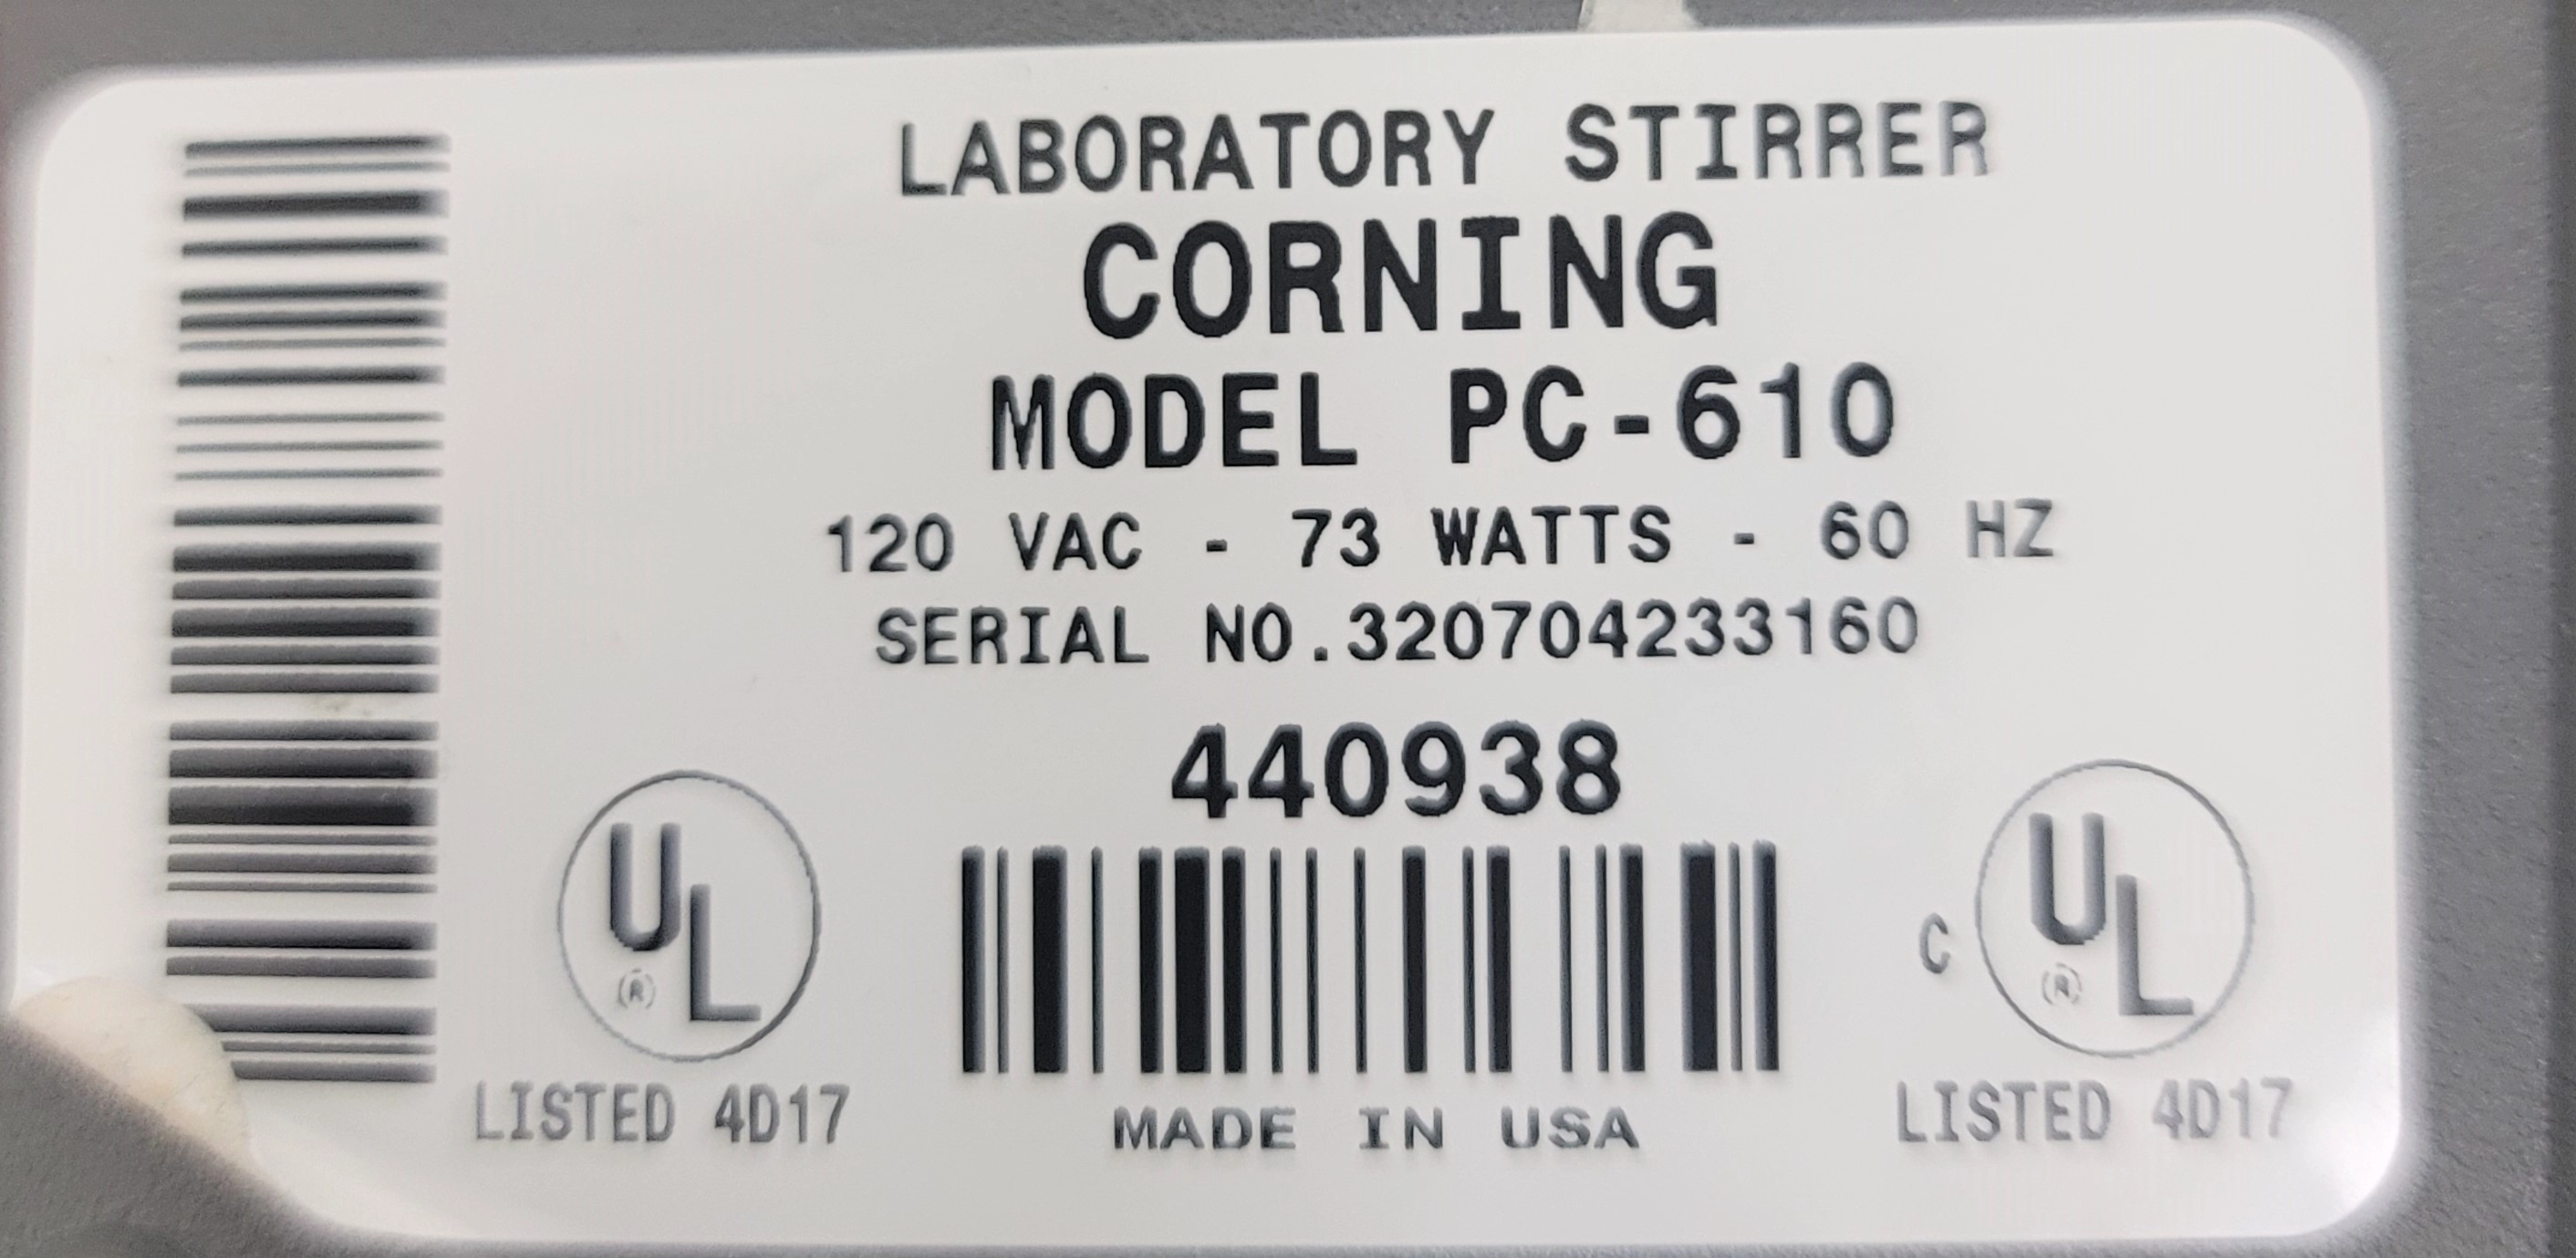 LABORATORY STIRRER
CORNING
MODEL PC-610
120 VAC - 73 WATTS - 60 HZ
SERIAL NO.320704233160
440938
UL
(R)
LISTED 4D17
MADE IN USA
C UL
(R)
LISTED 4D17